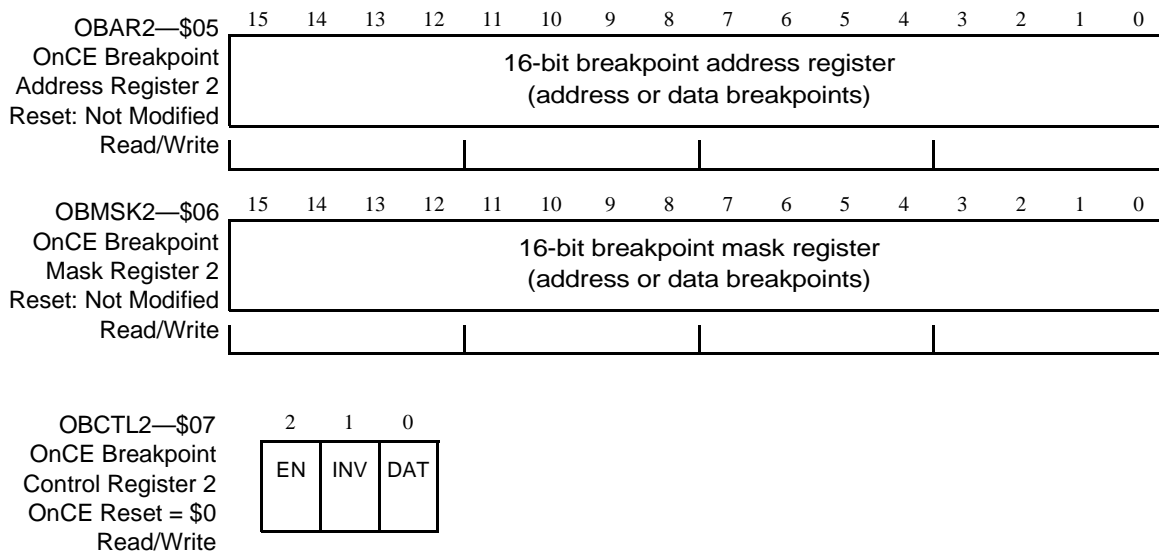 OBAR2—$05
OnCE Breakpoint
Address Register 2
Reset: Not Modified
Read/Write
15 14 13 12 11 10 9 8 7 6 5 4 3 2 1 0
16-bit breakpoint address register
(address or data breakpoints)
OBMSK2—$06
OnCE Breakpoint
Mask Register 2
Reset: Not Modified
Read/Write
15 14 13 12 11 10 9 8 7 6 5 4 3 2 1 0
16-bit breakpoint mask register
(address or data breakpoints)
OBCTL2—$07
OnCE Breakpoint
Control Register 2
OnCE Reset = $0
Read/Write
2 1 0
EN INV DAT